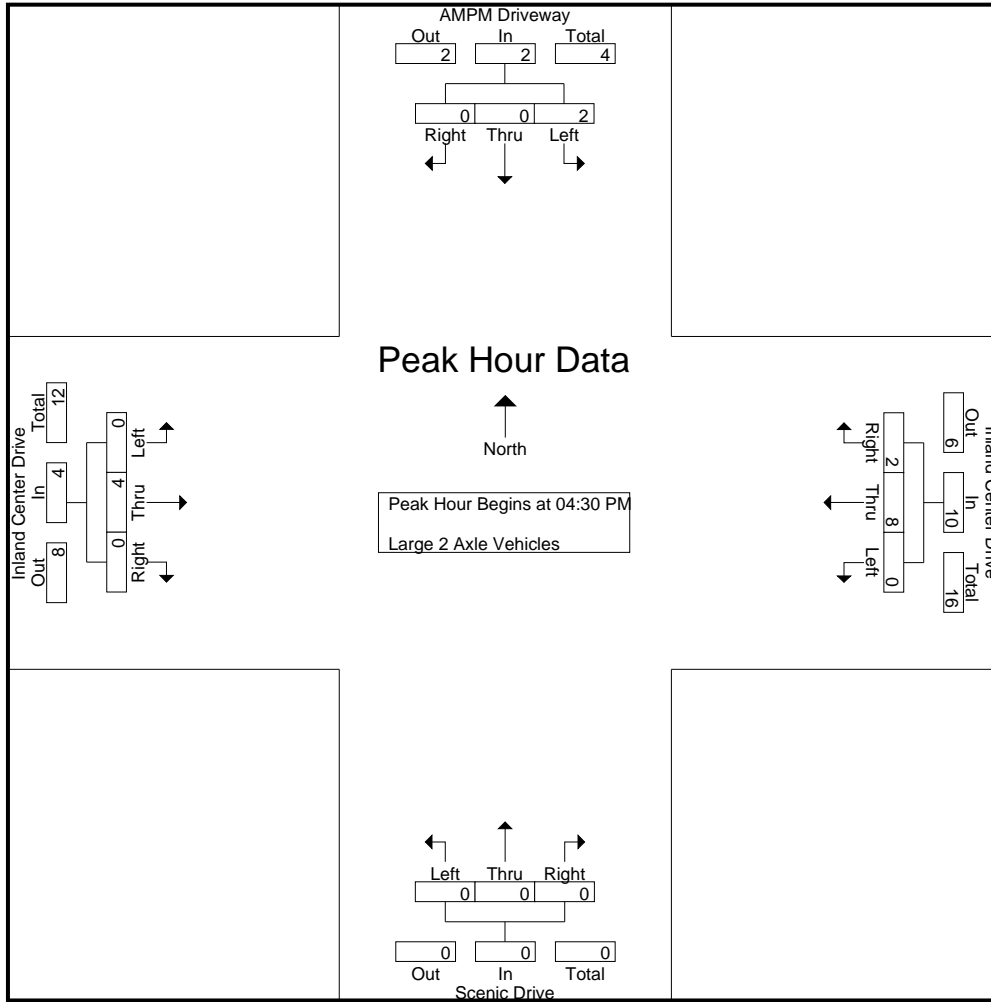 AMPM Driveway
Out In Total
2 2 4
0 0 2
Right Thru Left
Peak Hour Data
North
Peak Hour Begins at 04:30 PM
Large 2 Axle Vehicles
Inland Center Drive
Total In Out
12 4 8
0 4 0
Left Thru Right
Inland Center Drive
Out In Total
6 10 16
2 8 0
Right Thru Left
Left Thru Right
0 0 0
0 0 0
Out In Total
Scenic Drive